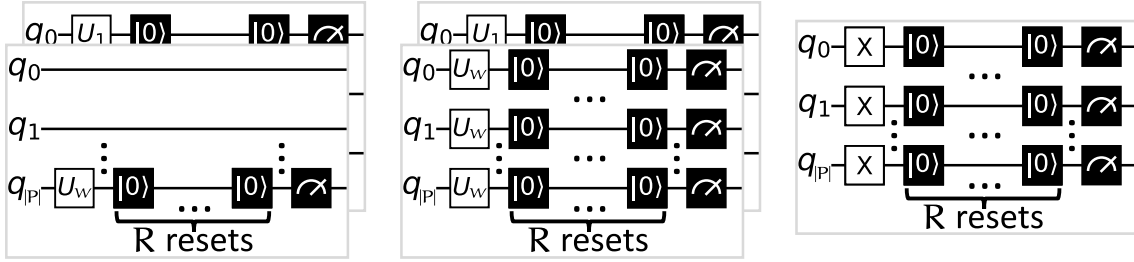 q0 U1 |0⟩ |0⟩
q0
q1
q|P| UW |0⟩ ... |0⟩
R resets
q0 U1 |0⟩ |0⟩
q0 UW |0⟩ ... |0⟩
q1 UW |0⟩ ... |0⟩
q|P| UW |0⟩ ... |0⟩
R resets
q0 X |0⟩ ... |0⟩
q1 X |0⟩ ... |0⟩
q|P| X |0⟩ ... |0⟩
R resets